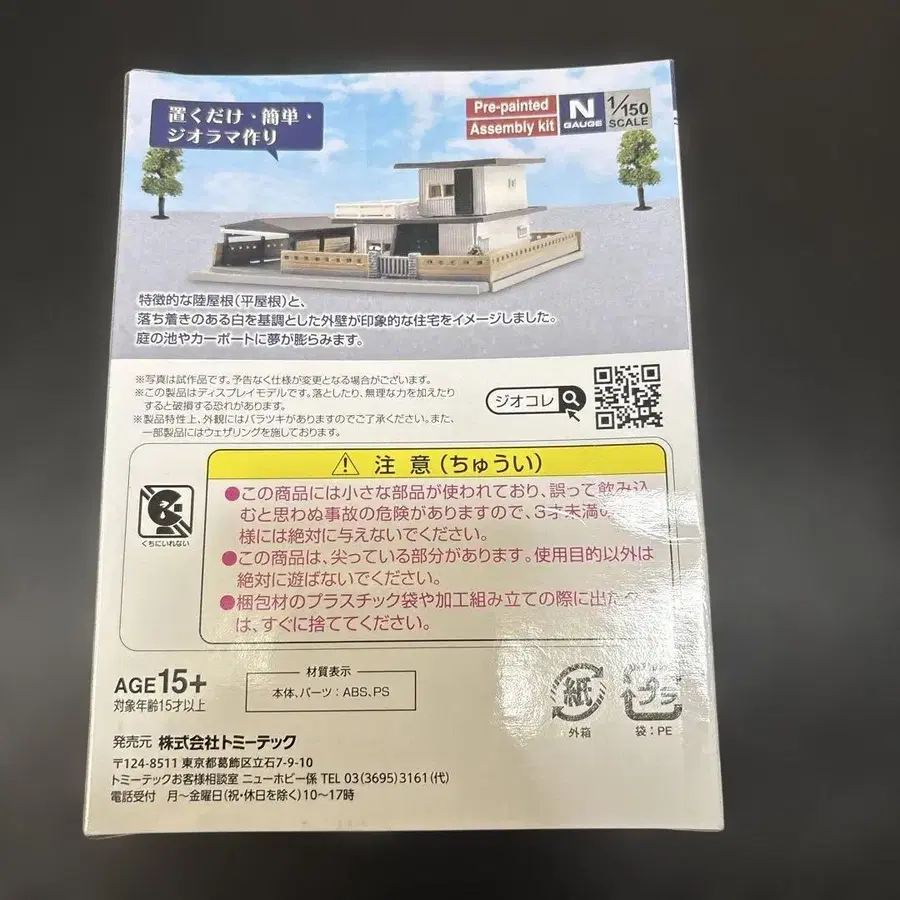 置くだけ・簡単・
ジオラマ作り
Pre-painted
Assembly kit
N
GAUGE
1/150
SCALE
特徴的な陸屋根(平屋根)と、
落ち着きのある白を基調とした外壁が印象的な住宅をイメージしました。
庭の池やカーポートに夢が膨らみます。
※写真は試作品です。予告なく仕様が変更となる場合がございます。
※この製品はディスプレイモデルです。落としたり、無理な力を加えたり
すると破損する恐れがあります。
※製品特性上、外観にはバラツキがありますのでご了承ください。また、
一部製品にはウェザリングを施しております。
ジオコレ
注意(ちゅうい)
くちにいれない
●この商品には小さな部品が使われており、誤って飲み込
むと思わぬ事故の危険がありますので、3才未満の
様には絶対に与えないでください。
●この商品は、尖っている部分があります。使用目的以外は
絶対に遊ばないでください。
●梱包材のプラスチック袋や加工組み立ての際に出た
は、すぐに捨ててください。
AGE 15+
対象年齢15才以上
材質表示
本体、パーツ:ABS、PS
紙
外箱
プラ
袋:PE
発売元 株式会社トミーテック
〒124-8511 東京都葛飾区立石7-9-10
トミーテックお客様相談室 ニューホビー係 TEL 03(3695)3161(代)
電話受付 月~金曜日(祝・休日を除く)10~17時